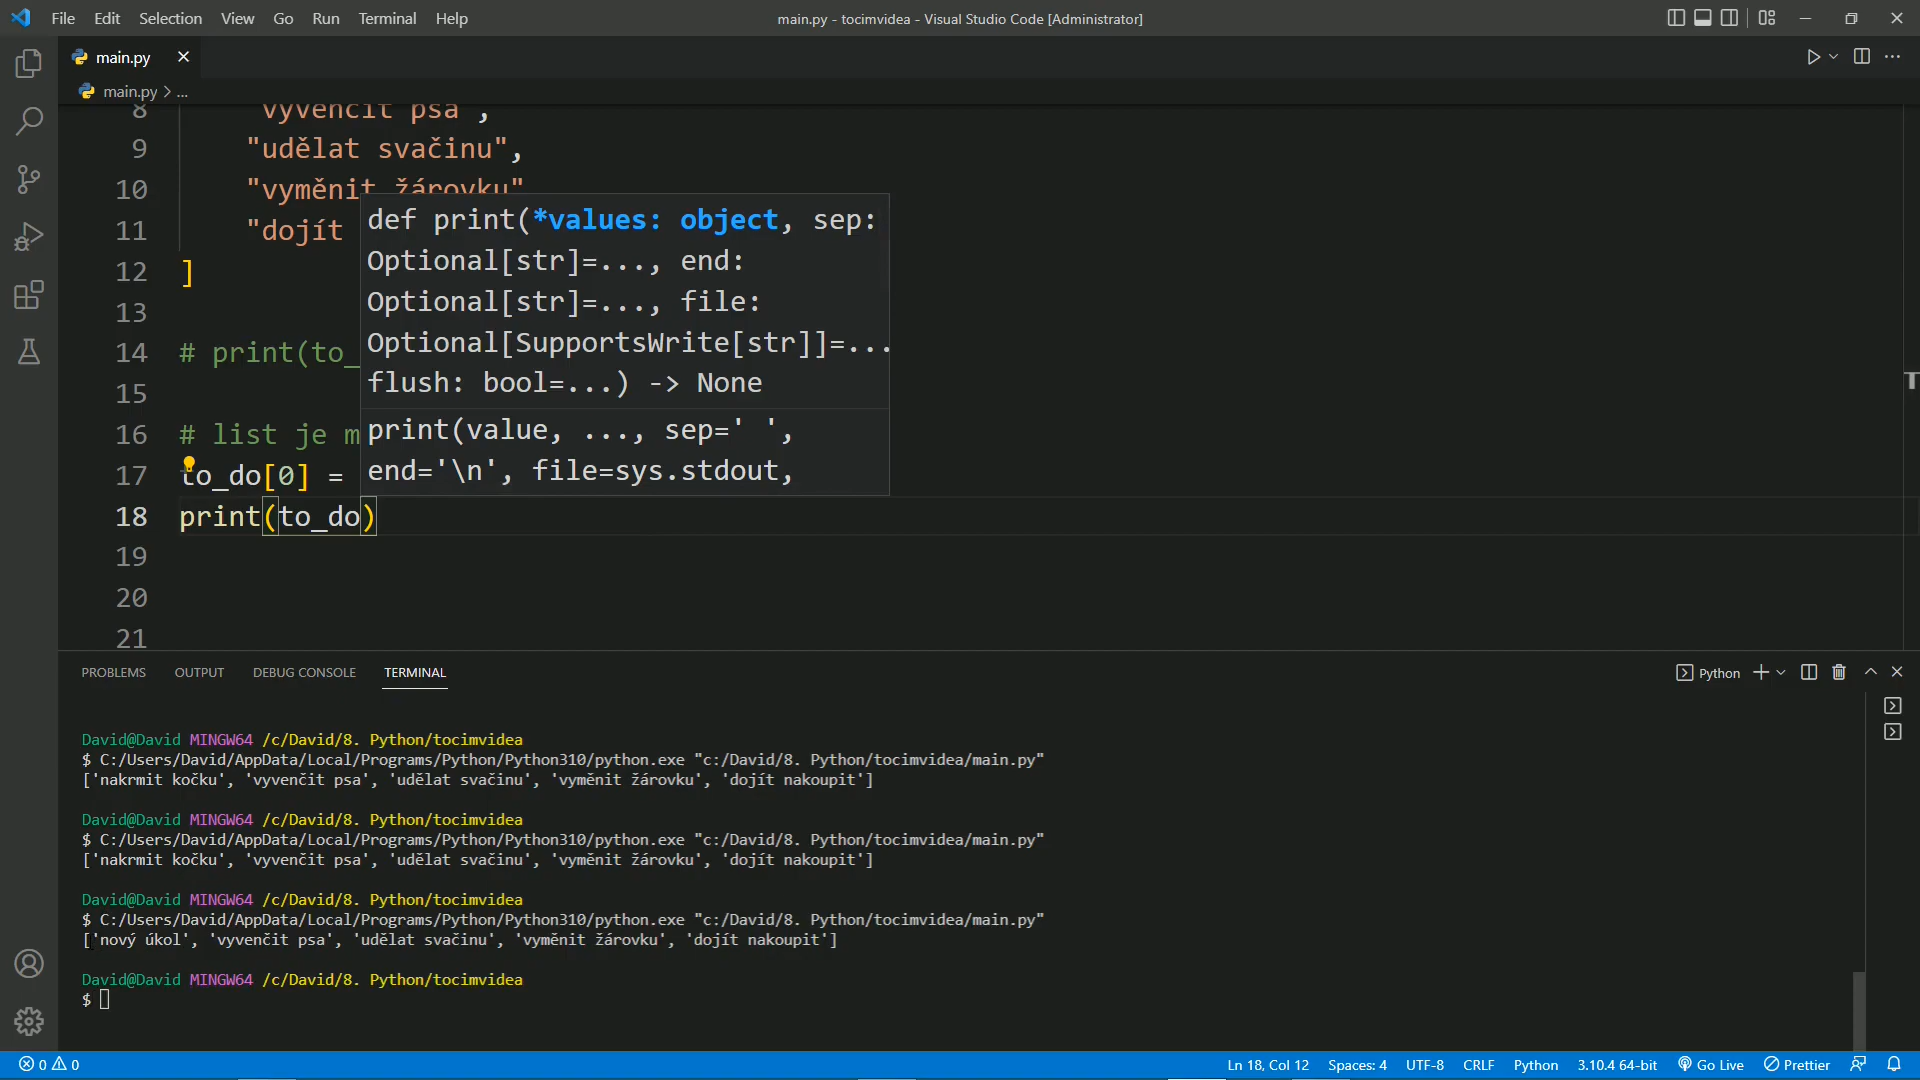 File Edit Selection View Go Run Terminal Help
main.py - tocimvidea - Visual Studio Code [Administrator]
main.py
main.py > ...
8 vyvenčit psa ,
9 "udělat svačinu",
10 "vyměnit žárovku"
11 "dojít
12 ]
13
14 # print(to_
15
16 # list je m
17 to_do[0] =
18 print(to_do)
19
20
21
def print(*values: object, sep:
Optional[str]=..., end:
Optional[str]=..., file:
Optional[SupportsWrite[str]]=...
flush: bool=...) -> None
print(value, ..., sep=' ',
end='\n', file=sys.stdout,
PROBLEMS OUTPUT DEBUG CONSOLE TERMINAL
Python
David@David MINGW64 /c/David/8. Python/tocimvidea
$ C:/Users/David/AppData/Local/Programs/Python/Python310/python.exe "c:/David/8. Python/tocimvidea/main.py"
['nakrmit kočku', 'vyvenčit psa', 'udělat svačinu', 'vyměnit žárovku', 'dojít nakoupit']
David@David MINGW64 /c/David/8. Python/tocimvidea
$ C:/Users/David/AppData/Local/Programs/Python/Python310/python.exe "c:/David/8. Python/tocimvidea/main.py"
['nakrmit kočku', 'vyvenčit psa', 'udělat svačinu', 'vyměnit žárovku', 'dojít nakoupit']
David@David MINGW64 /c/David/8. Python/tocimvidea
$ C:/Users/David/AppData/Local/Programs/Python/Python310/python.exe "c:/David/8. Python/tocimvidea/main.py"
['nový úkol', 'vyvenčit psa', 'udělat svačinu', 'vyměnit žárovku', 'dojít nakoupit']
David@David MINGW64 /c/David/8. Python/tocimvidea
$
0 0
Ln 18, Col 12 Spaces: 4 UTF-8 CRLF Python 3.10.4 64-bit Go Live Prettier